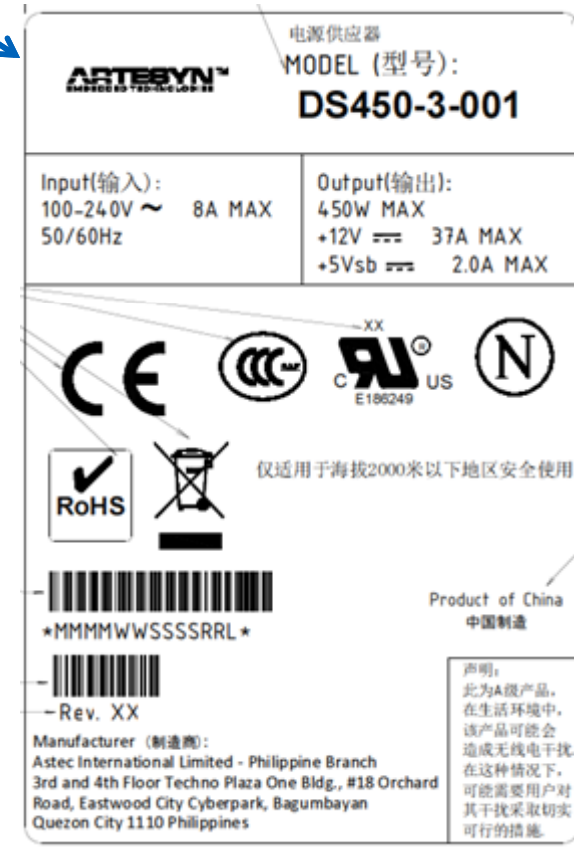 电源供应器
ARTESYN™
EMBEDDED TECHNOLOGIES
MODEL (型号):
DS450-3-001
Input(输入):
100-240V ~ 8A MAX
50/60Hz
Output(输出):
450W MAX
+12V ⎓ 37A MAX
+5Vsb ⎓ 2.0A MAX
CE
CCC
XX
c RU® US
E186249
N
RoHS
仅适用于海拔2000米以下地区安全使用
*MMMMWWSSSSRRL*
Rev. XX
Product of China
中国制造
Manufacturer (制造商):
Astec International Limited - Philippine Branch
3rd and 4th Floor Techno Plaza One Bldg., #18 Orchard
Road, Eastwood City Cyberpark, Bagumbayan
Quezon City 1110 Philippines
声明:
此为A级产品,
在生活环境中,
该产品可能会
造成无线电干扰.
在这种情况下,
可能需要用户对
其干扰采取切实
可行的措施.